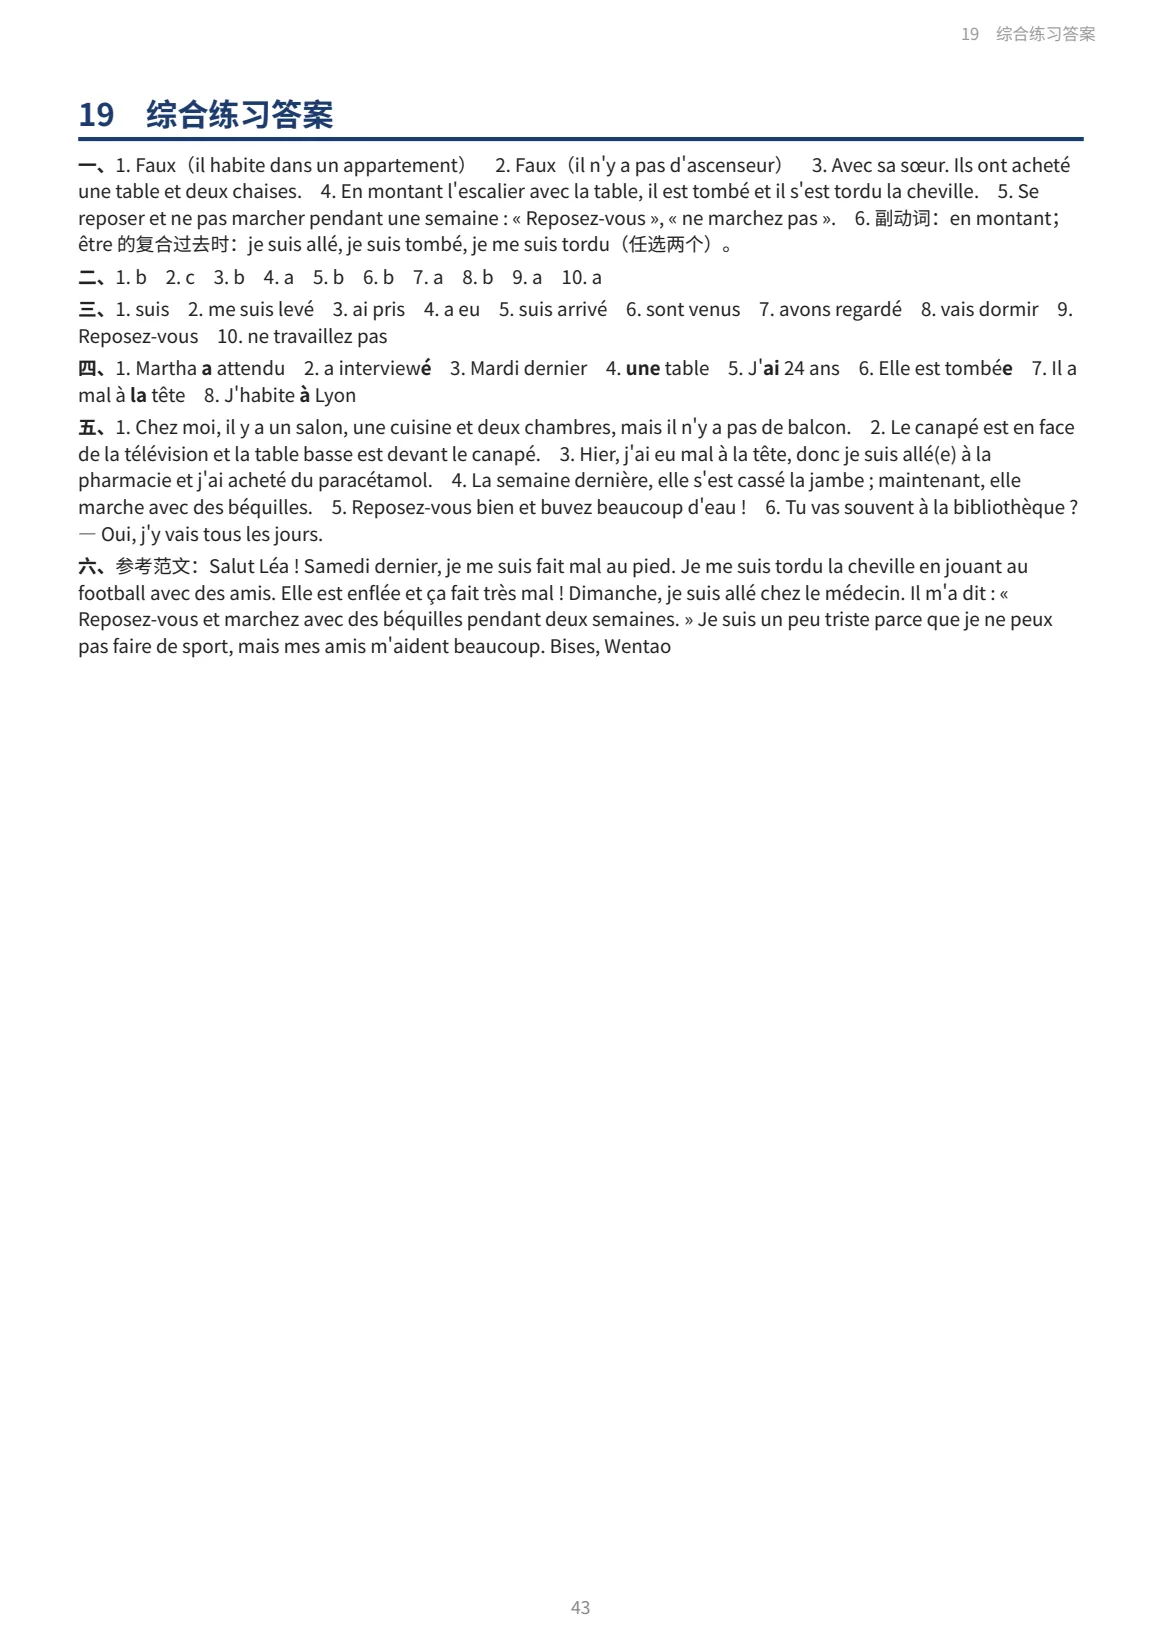 19　综合练习答案
19　综合练习答案
一、1. Faux（il habite dans un appartement）　2. Faux（il n'y a pas d'ascenseur）　3. Avec sa sœur. Ils ont acheté
une table et deux chaises.　4. En montant l'escalier avec la table, il est tombé et il s'est tordu la cheville.　5. Se
reposer et ne pas marcher pendant une semaine : « Reposez-vous », « ne marchez pas ».　6. 副动词：en montant；
être 的复合过去时：je suis allé, je suis tombé, je me suis tordu（任选两个）。
二、1. b　2. c　3. b　4. a　5. b　6. b　7. a　8. b　9. a　10. a
三、1. suis　2. me suis levé　3. ai pris　4. a eu　5. suis arrivé　6. sont venus　7. avons regardé　8. vais dormir　9.
Reposez-vous　10. ne travaillez pas
四、1. Martha a attendu　2. a interviewé　3. Mardi dernier　4. une table　5. J'ai 24 ans　6. Elle est tombée　7. Il a
mal à la tête　8. J'habite à Lyon
五、1. Chez moi, il y a un salon, une cuisine et deux chambres, mais il n'y a pas de balcon.　2. Le canapé est en face
de la télévision et la table basse est devant le canapé.　3. Hier, j'ai eu mal à la tête, donc je suis allé(e) à la
pharmacie et j'ai acheté du paracétamol.　4. La semaine dernière, elle s'est cassé la jambe ; maintenant, elle
marche avec des béquilles.　5. Reposez-vous bien et buvez beaucoup d'eau !　6. Tu vas souvent à la bibliothèque ?
— Oui, j'y vais tous les jours.
六、参考范文：Salut Léa ! Samedi dernier, je me suis fait mal au pied. Je me suis tordu la cheville en jouant au
football avec des amis. Elle est enflée et ça fait très mal ! Dimanche, je suis allé chez le médecin. Il m'a dit : «
Reposez-vous et marchez avec des béquilles pendant deux semaines. » Je suis un peu triste parce que je ne peux
pas faire de sport, mais mes amis m'aident beaucoup. Bises, Wentao
43